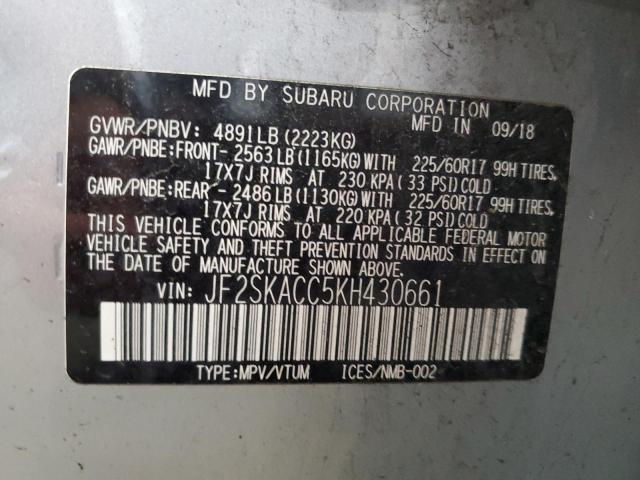 MFD BY SUBARU CORPORATION
MFD IN 09/18
GVWR/PNBV: 4891LB (2223KG)
GAWR/PNBE:FRONT- 2563LB(1165KG)WITH 225/60R17 99H TIRES,
17X7J RIMS AT 230 KPA(33 PSI)COLD
GAWR/PNBE:REAR - 2486LB(1130KG)WITH 225/60R17 99H TIRES,
17X7J RIMS AT 220 KPA(32 PSI)COLD
THIS VEHICLE CONFORMS TO ALL APPLICABLE FEDERAL MOTOR
VEHICLE SAFETY AND THEFT PREVENTION STANDARDS IN EFFECT ON
THE DATE OF MANUFACTURE SHOWN ABOVE.
VIN: JF2SKACC5KH430661
TYPE:MPV/VTUM ICES/NMB-002